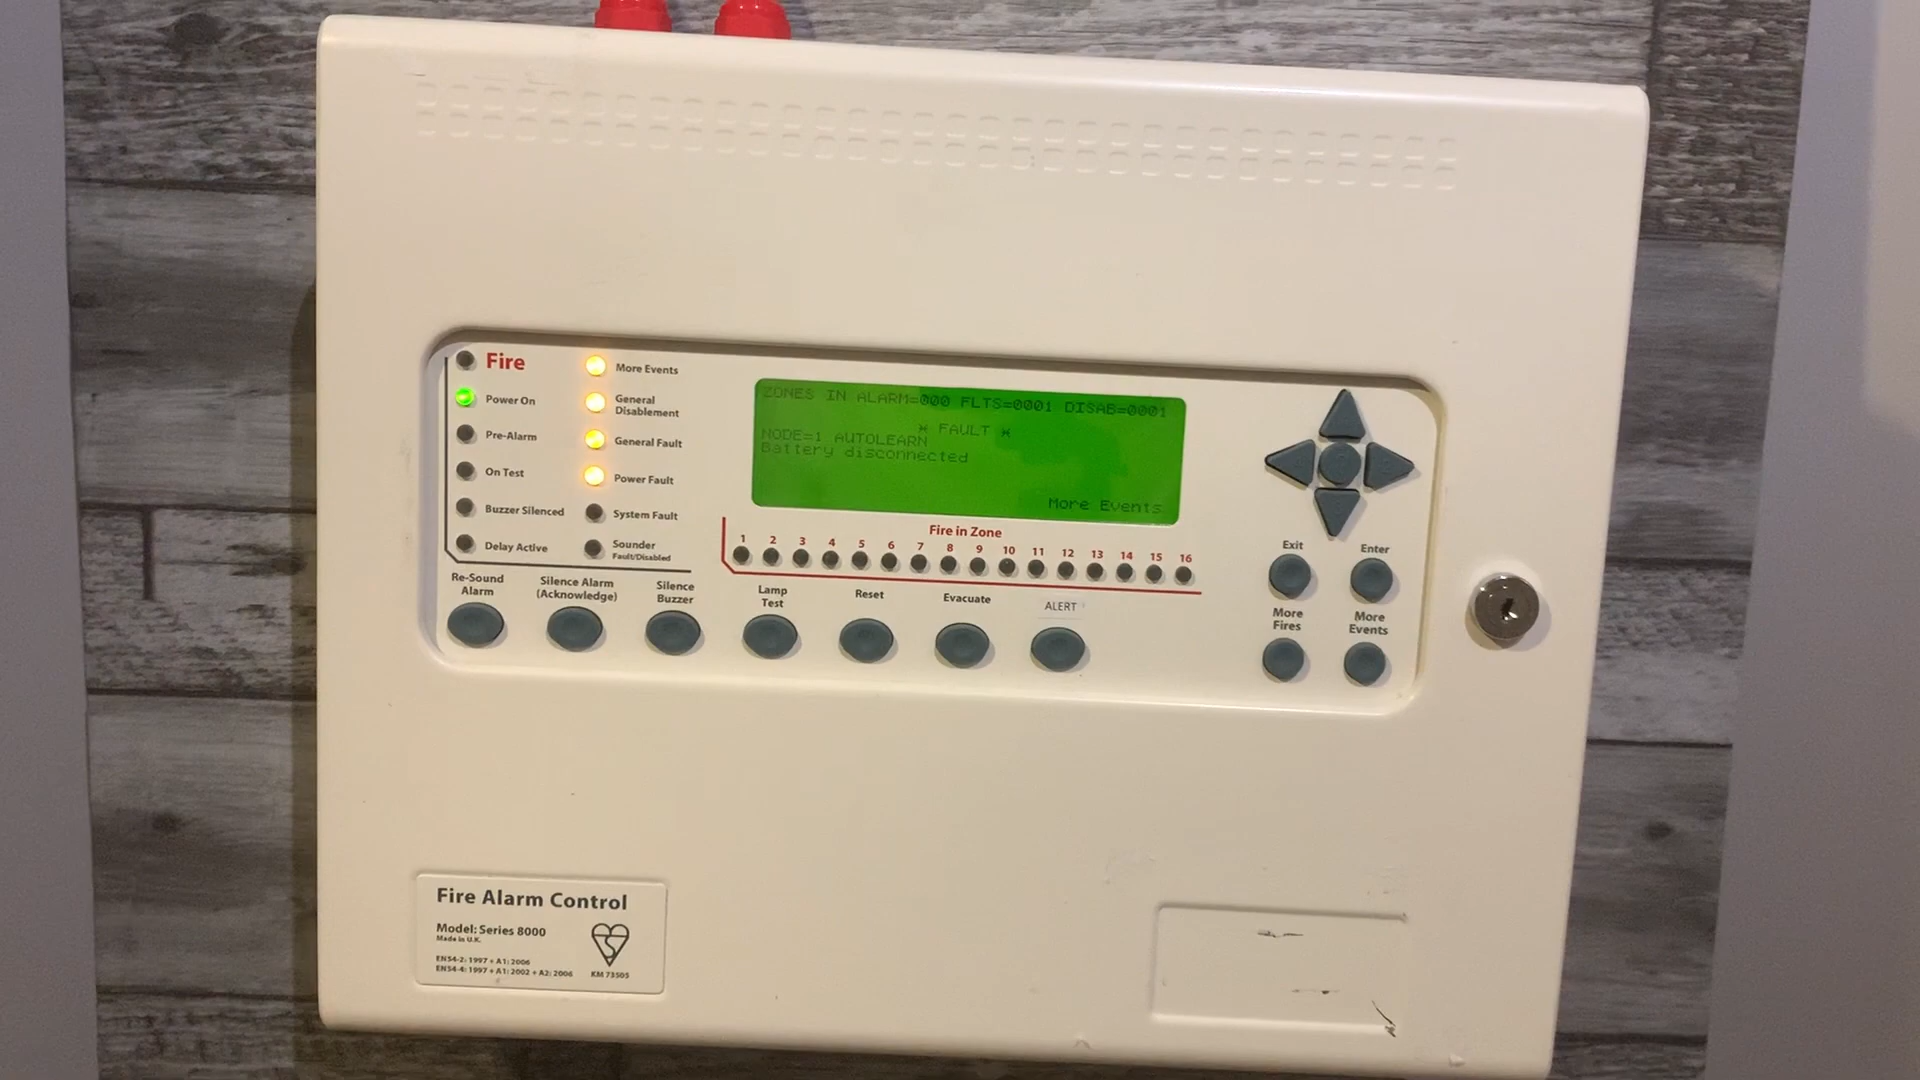 Fire
Power On
Pre-Alarm
On Test
Buzzer Silenced
Delay Active
More Events
General
Disablement
General Fault
Power Fault
System Fault
Sounder
Fault/Disabled
ZONES IN ALARM=000 FLTS=0001 DISAB=0001
* FAULT *
NODE=1 AUTOLEARN
Battery disconnected
More Events
Fire in Zone
1 2 3 4 5 6 7 8 9 10 11 12 13 14 15 16
Re-Sound
Alarm
Silence Alarm
(Acknowledge)
Silence
Buzzer
Lamp
Test
Reset
Evacuate
ALERT
Exit
Enter
More
Fires
More
Events
Fire Alarm Control
Model: Series 8000
Made in U.K.
EN54-2: 1997 + A1: 2006
EN54-4: 1997 + A1: 2002 + A2: 2006
KM 73505